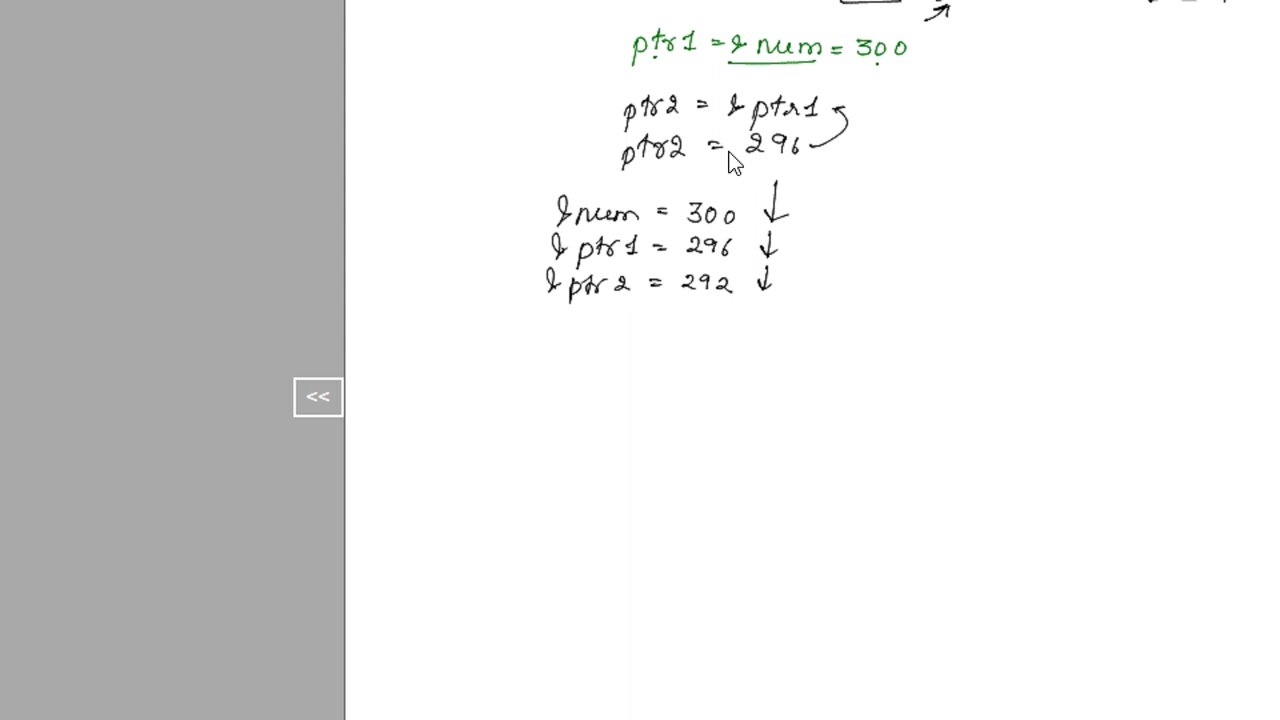 ptr1 = & num = 300
ptr2 = & ptr1
ptr2 = 296
&num = 300 ↓
& ptr1 = 296 ↓
& ptr2 = 292 ↓
<<